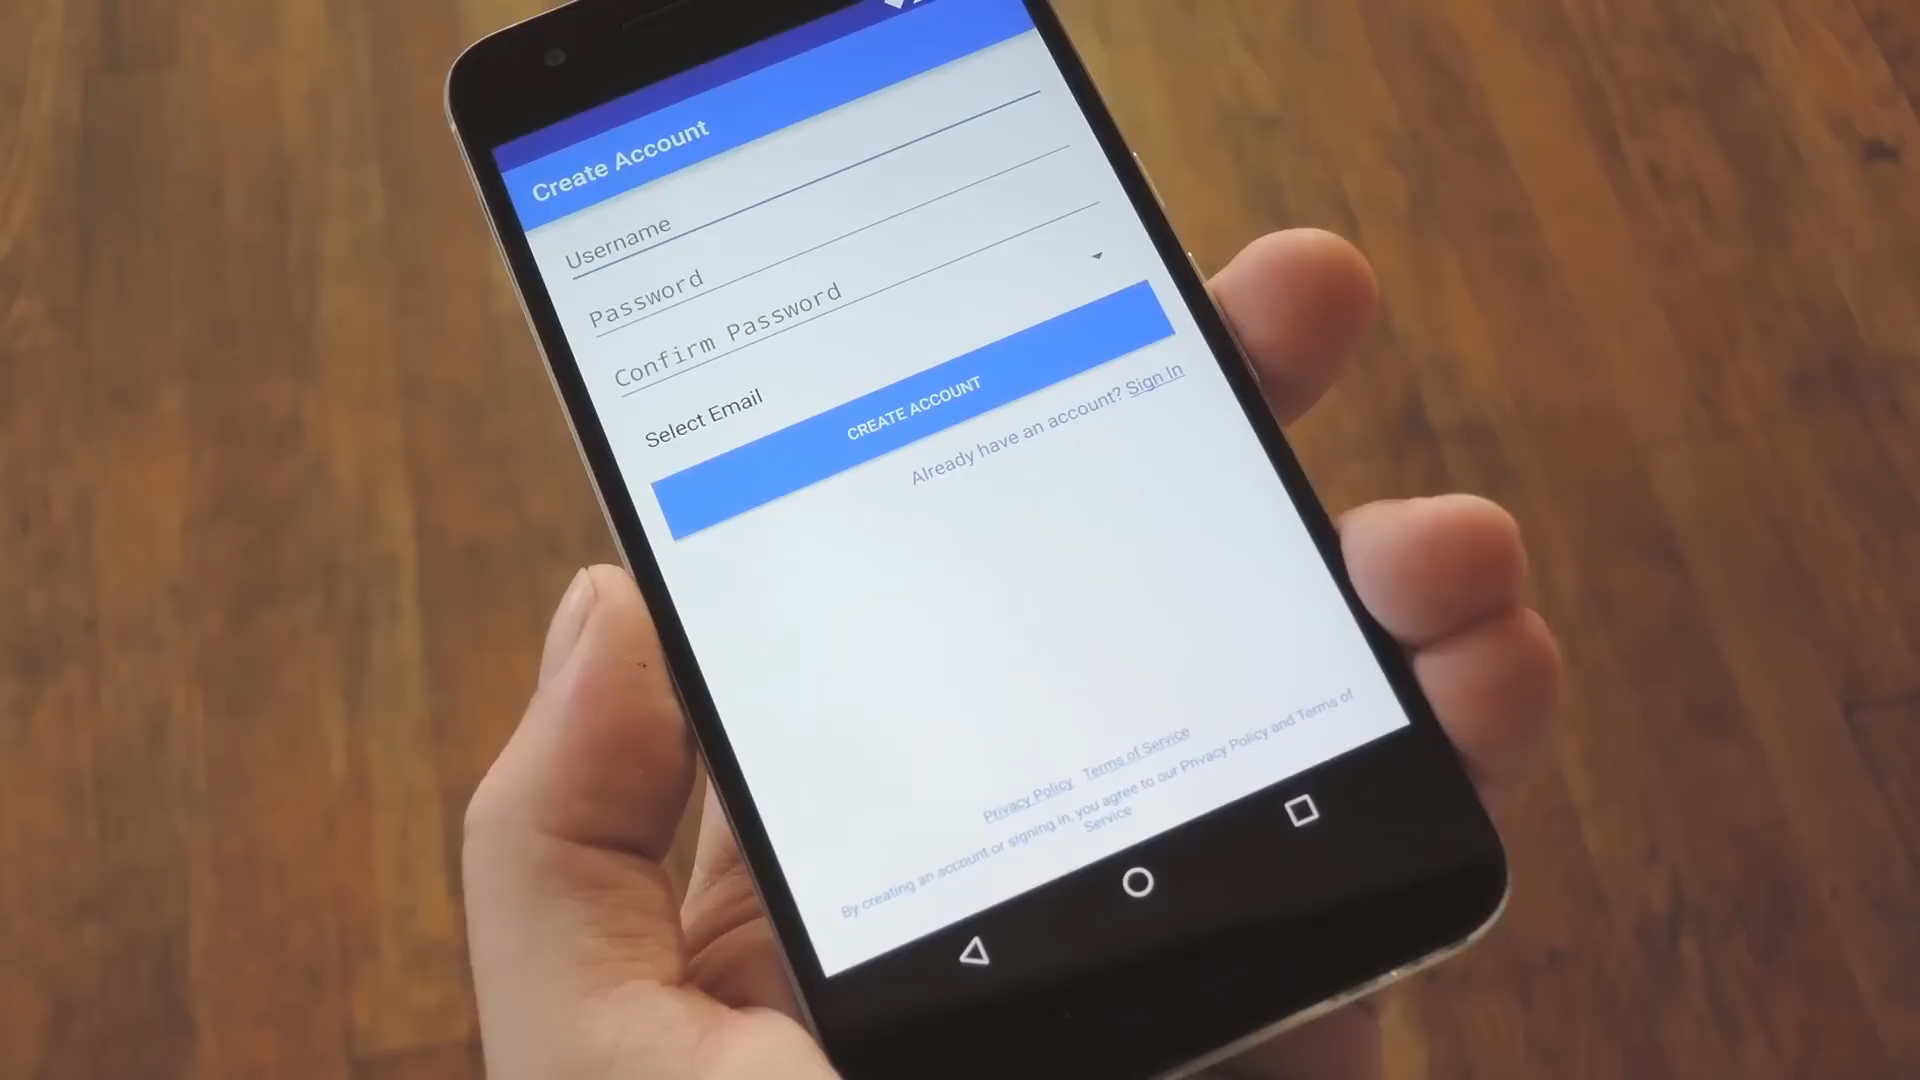 Create Account
Username
Password
Confirm Password
Select Email
CREATE ACCOUNT
Already have an account? Sign In
Privacy Policy Terms of Service
By creating an account or signing in, you agree to our Privacy Policy and Terms of
Service